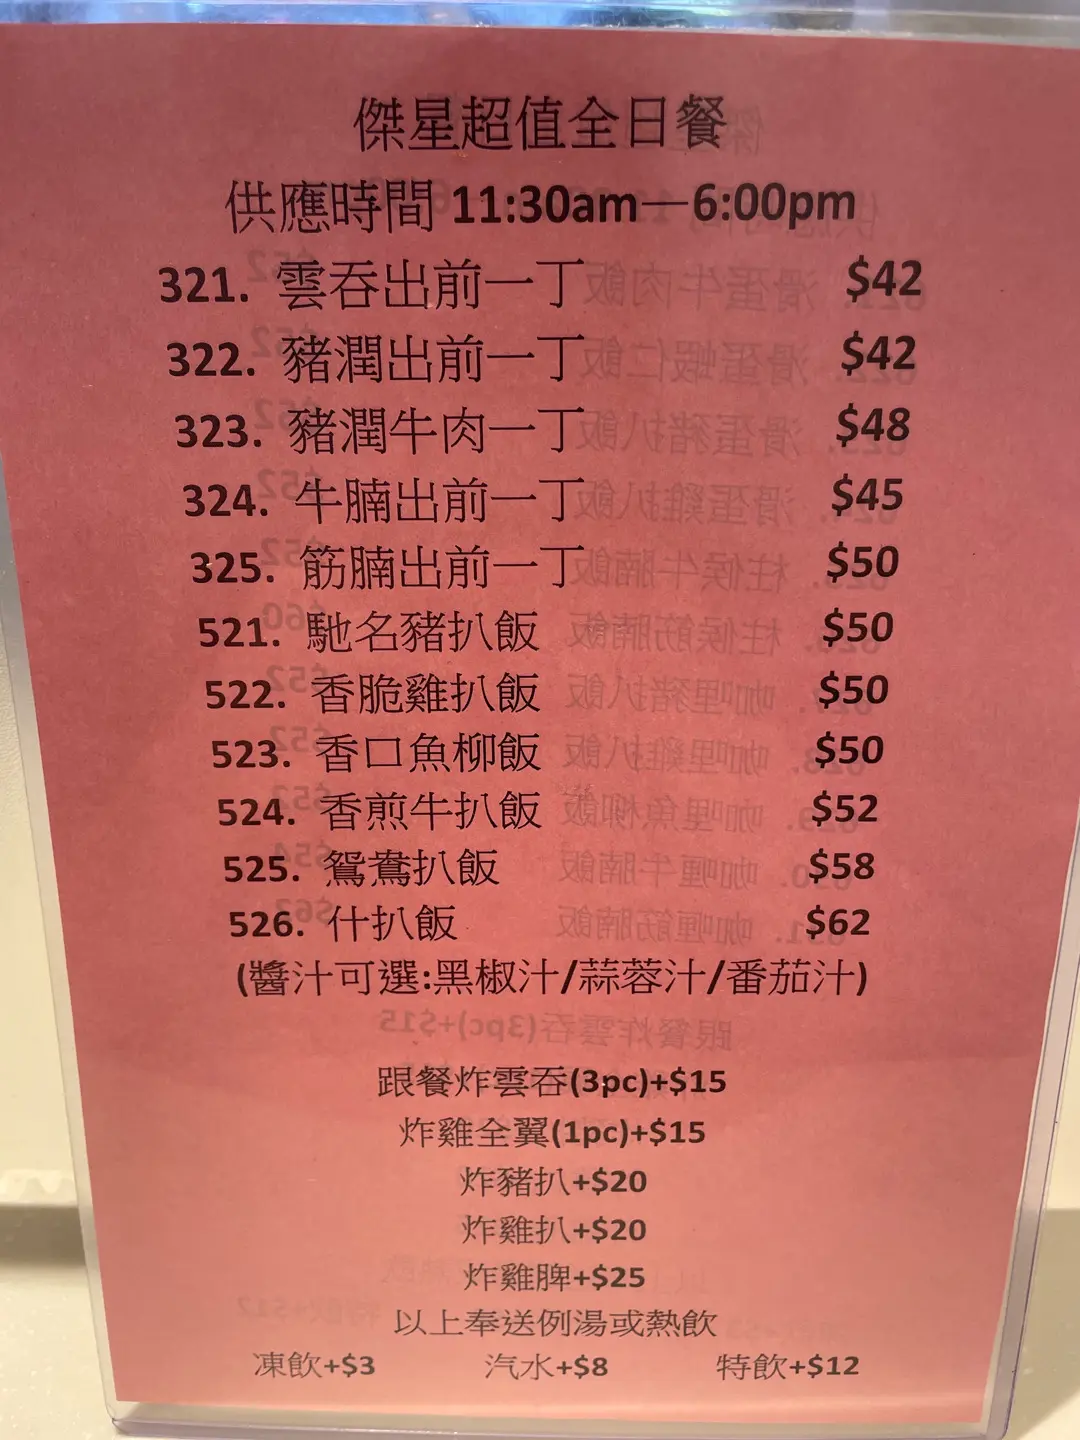 傑星超值全日餐
供應時間 11:30am—6:00pm
321. 雲吞出前一丁 $42
322. 豬潤出前一丁 $42
323. 豬潤牛肉一丁 $48
324. 牛腩出前一丁 $45
325. 筋腩出前一丁 $50
521. 馳名豬扒飯 $50
522. 香脆雞扒飯 $50
523. 香口魚柳飯 $50
524. 香煎牛扒飯 $52
525. 鴛鴦扒飯 $58
526. 什扒飯 $62
(醬汁可選:黑椒汁/蒜蓉汁/番茄汁)
跟餐炸雲吞(3pc)+$15
炸雞全翼(1pc)+$15
炸豬扒+$20
炸雞扒+$20
炸雞脾+$25
以上奉送例湯或熱飲
凍飲+$3 汽水+$8 特飲+$12